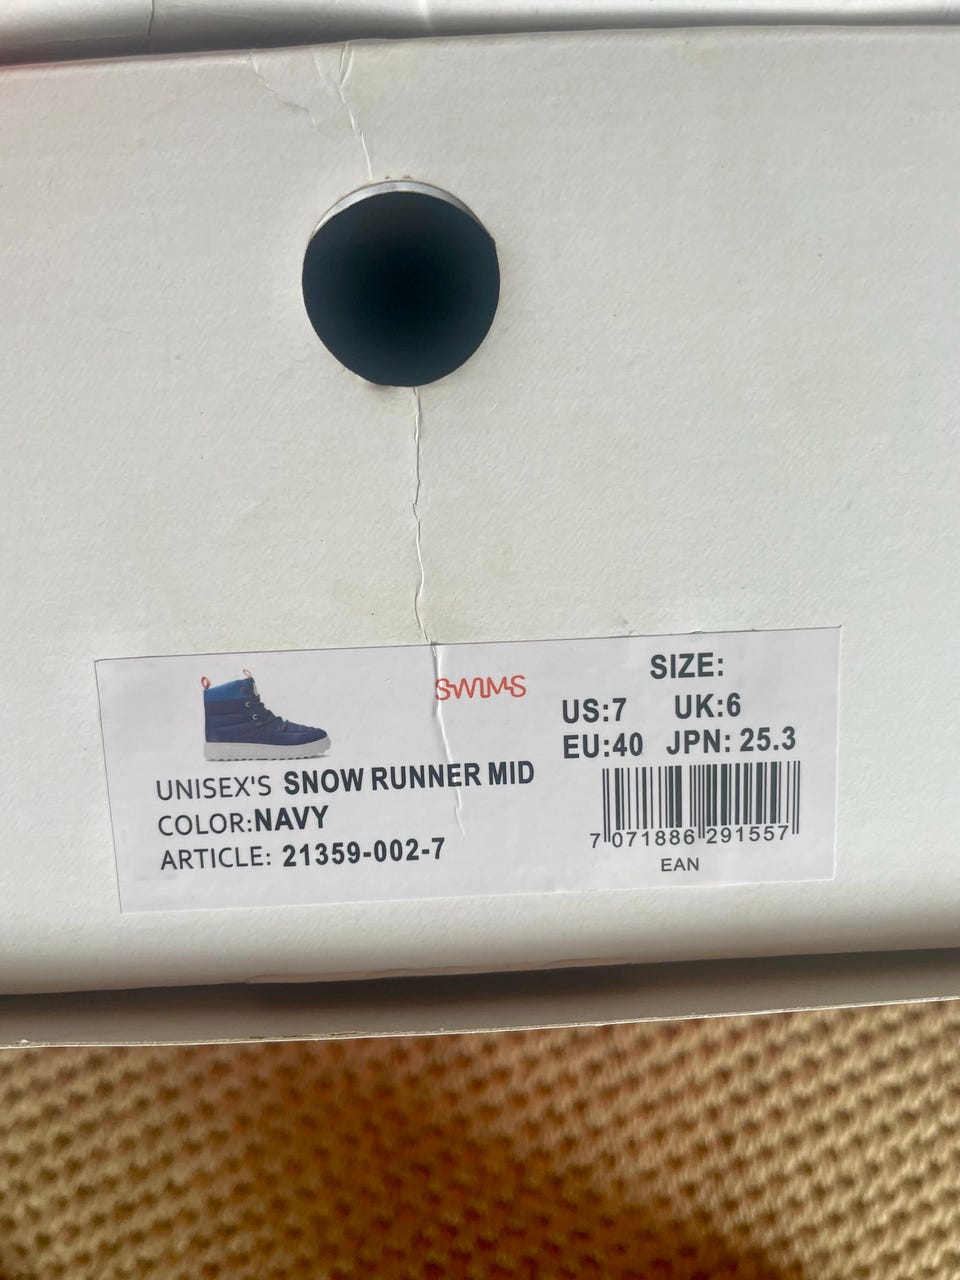 SWIMS
UNISEX'S SNOW RUNNER MID
COLOR:NAVY
ARTICLE: 21359-002-7
SIZE:
US:7 UK:6
EU:40 JPN: 25.3
7 071886 291557
EAN